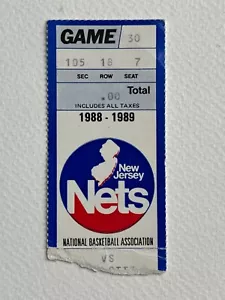 GAME 30
105 18 7
SEC ROW SEAT
.00 Total
INCLUDES ALL TAXES
1988 - 1989
New
Jersey
Nets
NATIONAL BASKETBALL ASSOCIATION
VS